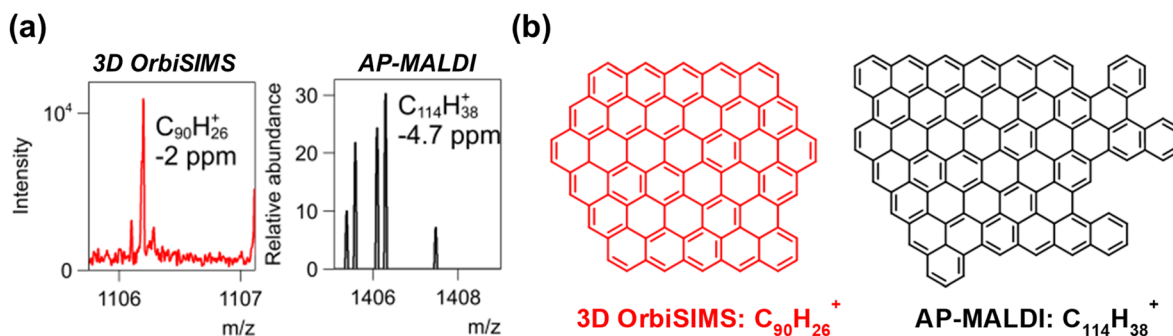 (a)
3D OrbiSIMS
10⁴
C₉₀H₂₆⁺
-2 ppm
Intensity
0
1106
1107
m/z
AP-MALDI
30
C₁₁₄H₃₈⁺
-4.7 ppm
20
10
0
Relative abundance
1406
1408
m/z
(b)
3D OrbiSIMS: C₉₀H₂₆⁺
AP-MALDI: C₁₁₄H₃₈⁺